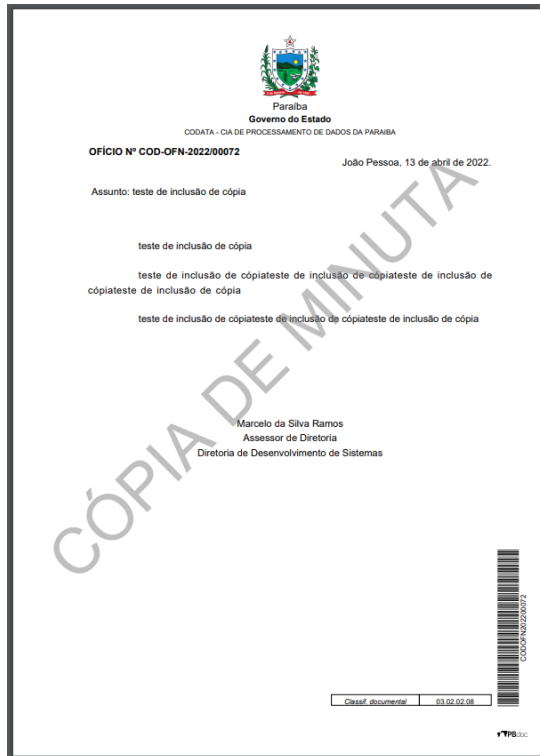 Paraíba
Governo do Estado
CODATA - CIA DE PROCESSAMENTO DE DADOS DA PARAIBA
OFÍCIO Nº COD-OFN-2022/00072
João Pessoa, 13 de abril de 2022.
Assunto: teste de inclusão de cópia
teste de inclusão de cópia
teste de inclusão de cópiateste de inclusão de cópiateste de inclusão de
cópiateste de inclusão de cópia
teste de inclusão de cópiateste de inclusão de cópiateste de inclusão de cópia
CÓPIA DE MINUTA
Marcelo da Silva Ramos
Assessor de Diretoria
Diretoria de Desenvolvimento de Sistemas
CODOFN202200072
Classif. documental 03.02.02.08
PBdoc